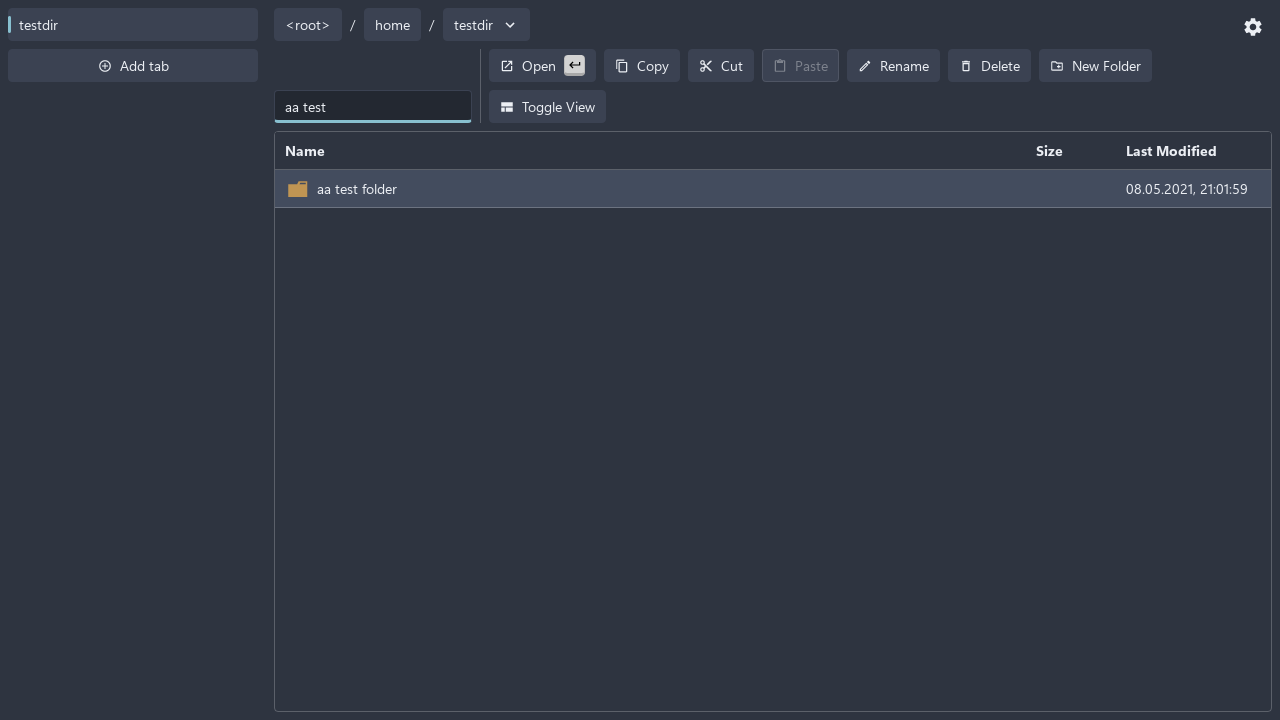 testdir
<root> / home / testdir
Add tab
Open Copy Cut Paste Rename Delete New Folder
aa test
Toggle View
Name Size Last Modified
aa test folder 08.05.2021, 21:01:59